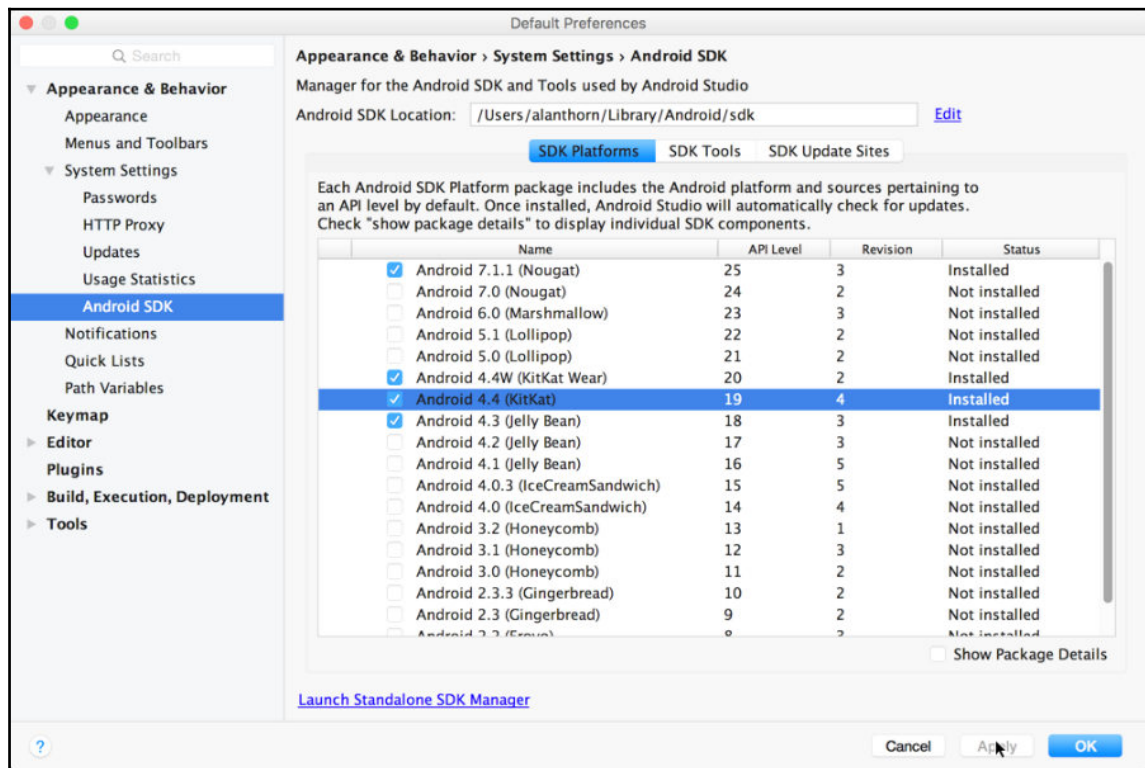 Default Preferences
Search
Appearance & Behavior
Appearance
Menus and Toolbars
System Settings
Passwords
HTTP Proxy
Updates
Usage Statistics
Android SDK
Notifications
Quick Lists
Path Variables
Keymap
Editor
Plugins
Build, Execution, Deployment
Tools
Appearance & Behavior › System Settings › Android SDK
Manager for the Android SDK and Tools used by Android Studio
Android SDK Location: /Users/alanthorn/Library/Android/sdk Edit
SDK Platforms SDK Tools SDK Update Sites
Each Android SDK Platform package includes the Android platform and sources pertaining to
an API level by default. Once installed, Android Studio will automatically check for updates.
Check "show package details" to display individual SDK components.
Name API Level Revision Status
Android 7.1.1 (Nougat) 25 3 Installed
Android 7.0 (Nougat) 24 2 Not installed
Android 6.0 (Marshmallow) 23 3 Not installed
Android 5.1 (Lollipop) 22 2 Not installed
Android 5.0 (Lollipop) 21 2 Not installed
Android 4.4W (KitKat Wear) 20 2 Installed
Android 4.4 (KitKat) 19 4 Installed
Android 4.3 (Jelly Bean) 18 3 Installed
Android 4.2 (Jelly Bean) 17 3 Not installed
Android 4.1 (Jelly Bean) 16 5 Not installed
Android 4.0.3 (IceCreamSandwich) 15 5 Not installed
Android 4.0 (IceCreamSandwich) 14 4 Not installed
Android 3.2 (Honeycomb) 13 1 Not installed
Android 3.1 (Honeycomb) 12 3 Not installed
Android 3.0 (Honeycomb) 11 2 Not installed
Android 2.3.3 (Gingerbread) 10 2 Not installed
Android 2.3 (Gingerbread) 9 2 Not installed
Android 2.2 (Froyo) 8 3 Not installed
Show Package Details
Launch Standalone SDK Manager
? Cancel Apply OK